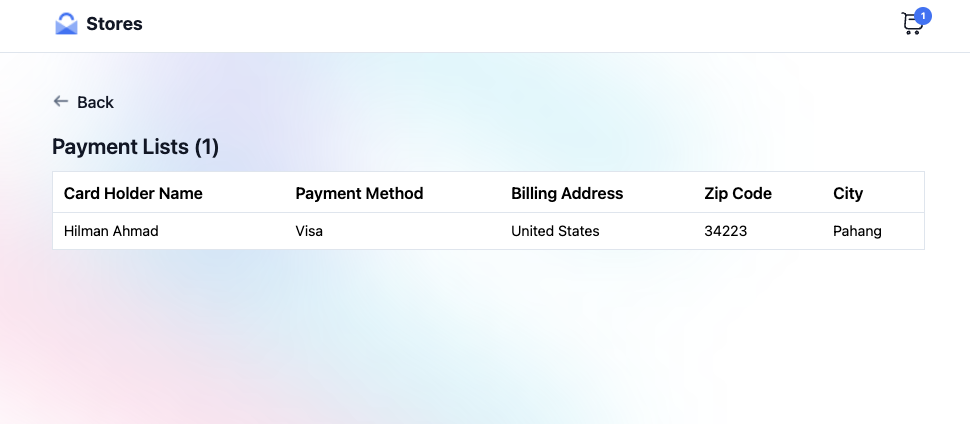 Stores
1
Back
Payment Lists (1)
Card Holder Name Payment Method Billing Address Zip Code City
Hilman Ahmad Visa United States 34223 Pahang